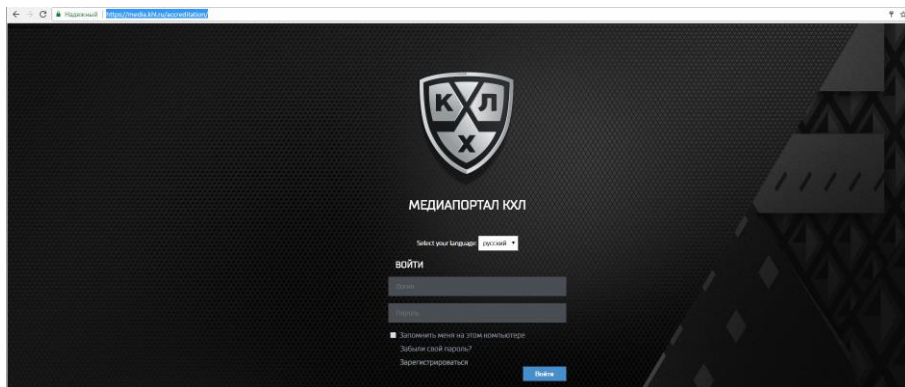 Надежный | https://media.khl.ru/accreditation/
КХЛ
Х
МЕДИАПОРТАЛ КХЛ
Select your language русский
ВОЙТИ
Логин
Пароль
Запомнить меня на этом компьютере
Забыли свой пароль?
Зарегистрироваться
Войти